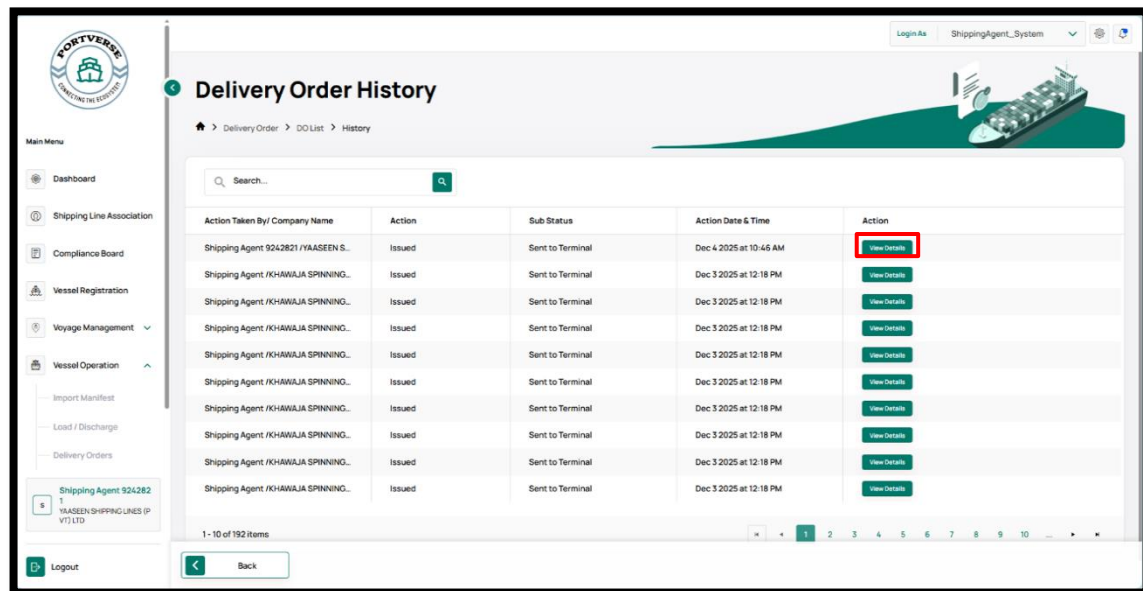 PORTVERSE
CONNECTING THE ECOSYSTEM
Login As ShippingAgent_System
Delivery Order History
Delivery Order > DO List > History
Main Menu
Dashboard
Shipping Line Association
Compliance Board
Vessel Registration
Voyage Management
Vessel Operation
Import Manifest
Load / Discharge
Delivery Orders
S
Shipping Agent 924282
1
YAASEEN SHIPPING LINES (P
VT) LTD
Logout
Search...
Action Taken By/ Company Name Action Sub Status Action Date & Time Action
Shipping Agent 9242821 /YAASEEN S... Issued Sent to Terminal Dec 4 2025 at 10:46 AM View Details
Shipping Agent /KHAWAJA SPINNING... Issued Sent to Terminal Dec 3 2025 at 12:18 PM View Details
Shipping Agent /KHAWAJA SPINNING... Issued Sent to Terminal Dec 3 2025 at 12:18 PM View Details
Shipping Agent /KHAWAJA SPINNING... Issued Sent to Terminal Dec 3 2025 at 12:18 PM View Details
Shipping Agent /KHAWAJA SPINNING... Issued Sent to Terminal Dec 3 2025 at 12:18 PM View Details
Shipping Agent /KHAWAJA SPINNING... Issued Sent to Terminal Dec 3 2025 at 12:18 PM View Details
Shipping Agent /KHAWAJA SPINNING... Issued Sent to Terminal Dec 3 2025 at 12:18 PM View Details
Shipping Agent /KHAWAJA SPINNING... Issued Sent to Terminal Dec 3 2025 at 12:18 PM View Details
Shipping Agent /KHAWAJA SPINNING... Issued Sent to Terminal Dec 3 2025 at 12:18 PM View Details
Shipping Agent /KHAWAJA SPINNING... Issued Sent to Terminal Dec 3 2025 at 12:18 PM View Details
1 - 10 of 192 items 1 2 3 4 5 6 7 8 9 10 ...
Back